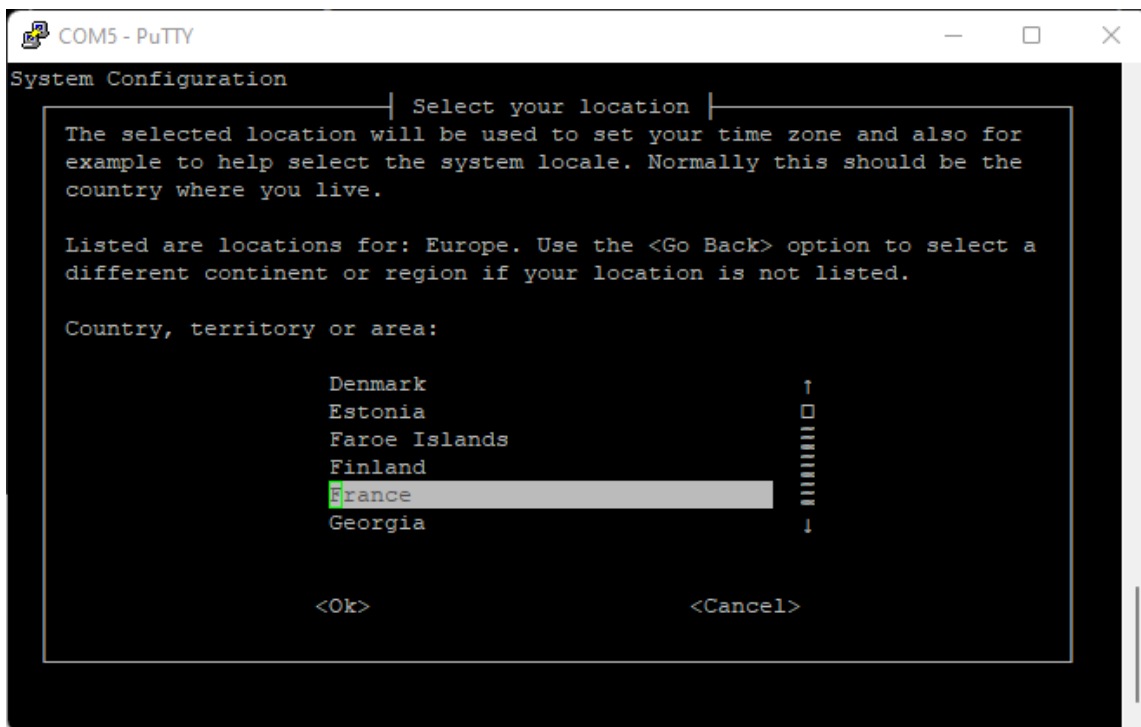 COM5 - PuTTY
System Configuration
Select your location
The selected location will be used to set your time zone and also for
example to help select the system locale. Normally this should be the
country where you live.
Listed are locations for: Europe. Use the <Go Back> option to select a
different continent or region if your location is not listed.
Country, territory or area:
Denmark
Estonia
Faroe Islands
Finland
France
Georgia
<Ok> <Cancel>